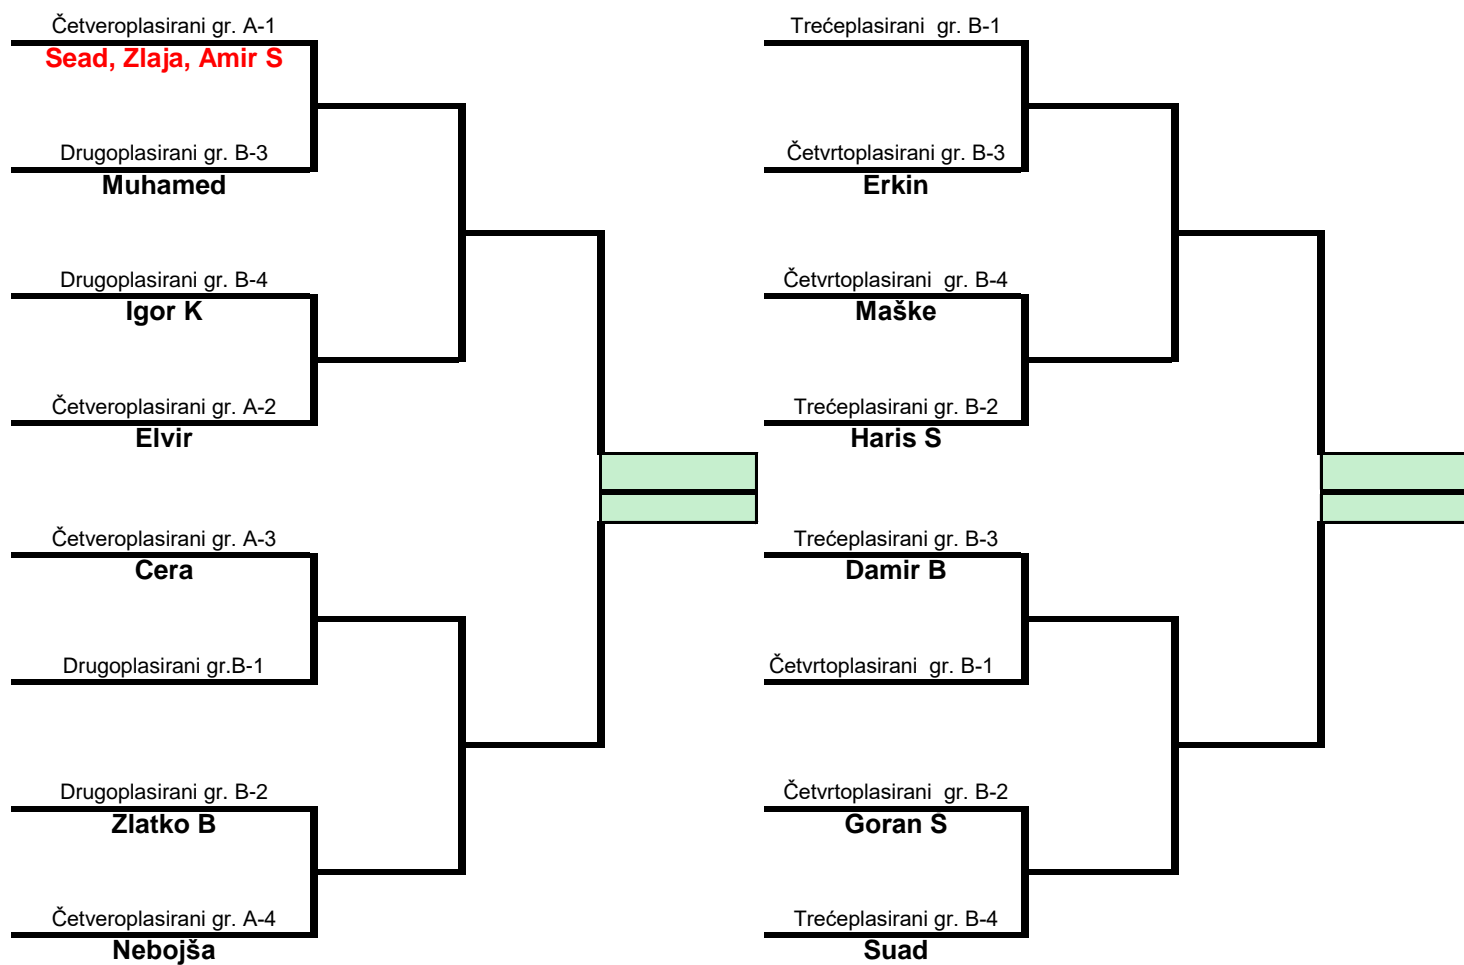 Četveroplasirani gr. A-1
Sead, Zlaja, Amir S
Drugoplasirani gr. B-3
Muhamed
Drugoplasirani gr. B-4
Igor K
Četveroplasirani gr. A-2
Elvir
Četveroplasirani gr. A-3
Cera
Drugoplasirani gr.B-1
Drugoplasirani gr. B-2
Zlatko B
Četveroplasirani gr. A-4
Nebojša
Trećeplasirani  gr. B-1
Četvrtoplasirani gr. B-3
Erkin
Četvrtoplasirani  gr. B-4
Maške
Trećeplasirani gr. B-2
Haris S
Trećeplasirani gr. B-3
Damir B
Četvrtoplasirani  gr. B-1
Četvrtoplasirani  gr. B-2
Goran S
Trećeplasirani gr. B-4
Suad